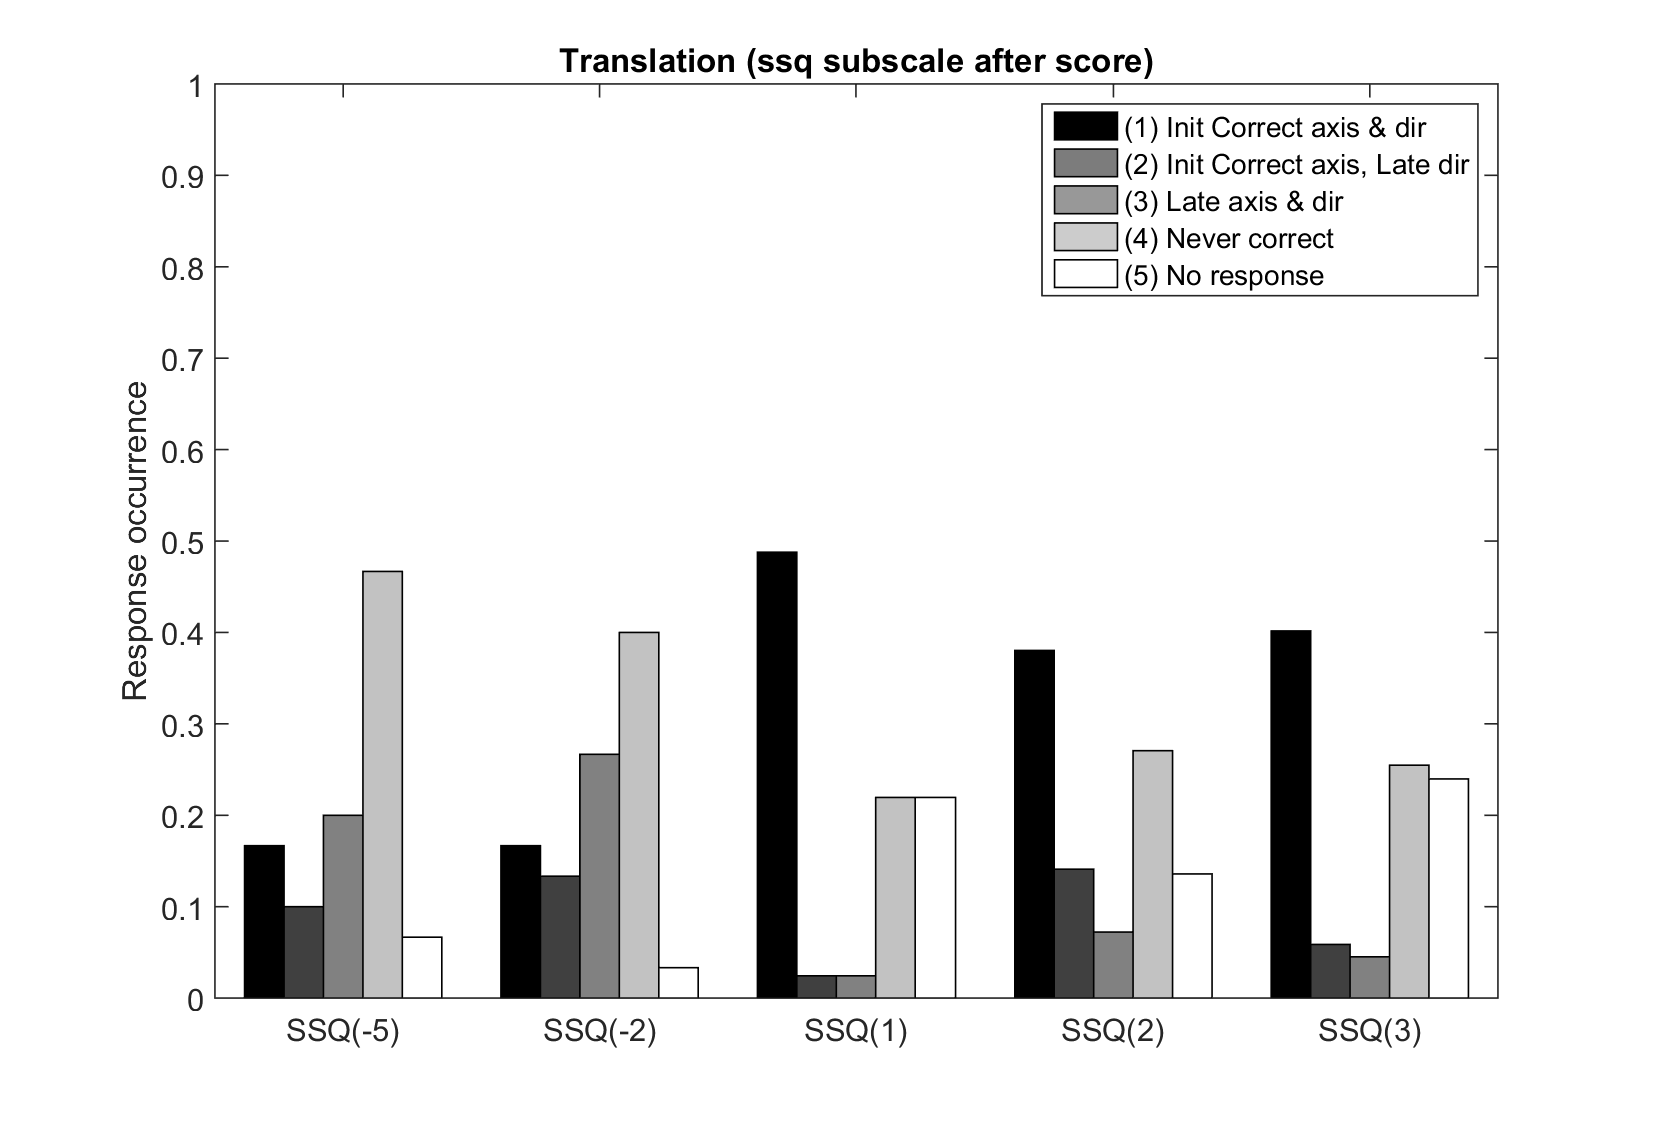 Translation (ssq subscale after score)
1
0.9
0.8
0.7
0.6
0.5
0.4
0.3
0.2
0.1
0
Response occurrence
(1) Init Correct axis & dir
(2) Init Correct axis, Late dir
(3) Late axis & dir
(4) Never correct
(5) No response
SSQ(-5) SSQ(-2) SSQ(1) SSQ(2) SSQ(3)